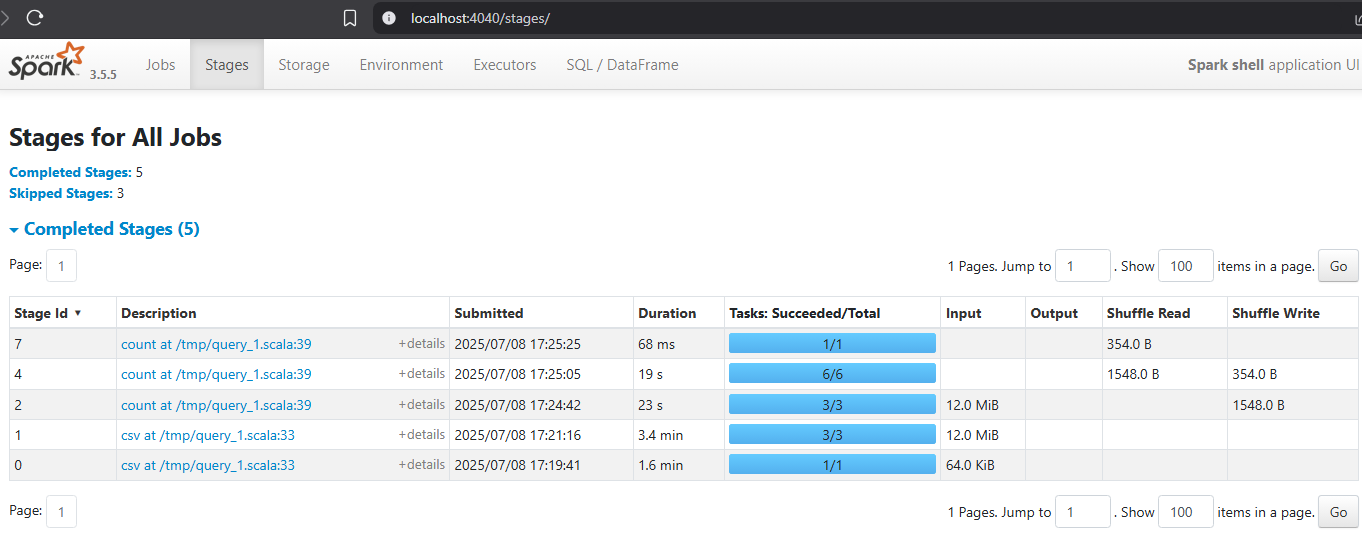 localhost:4040/stages/
APACHE Spark 3.5.5 Jobs Stages Storage Environment Executors SQL / DataFrame Spark shell application UI
Stages for All Jobs
Completed Stages: 5
Skipped Stages: 3
Completed Stages (5)
Page: 1 1 Pages. Jump to 1 . Show 100 items in a page. Go
Stage Id ▼ Description Submitted Duration Tasks: Succeeded/Total Input Output Shuffle Read Shuffle Write
7 count at /tmp/query_1.scala:39 +details 2025/07/08 17:25:25 68 ms 1/1 354.0 B
4 count at /tmp/query_1.scala:39 +details 2025/07/08 17:25:05 19 s 6/6 1548.0 B 354.0 B
2 count at /tmp/query_1.scala:39 +details 2025/07/08 17:24:42 23 s 3/3 12.0 MiB 1548.0 B
1 csv at /tmp/query_1.scala:33 +details 2025/07/08 17:21:16 3.4 min 3/3 12.0 MiB
0 csv at /tmp/query_1.scala:33 +details 2025/07/08 17:19:41 1.6 min 1/1 64.0 KiB
Page: 1 1 Pages. Jump to 1 . Show 100 items in a page. Go